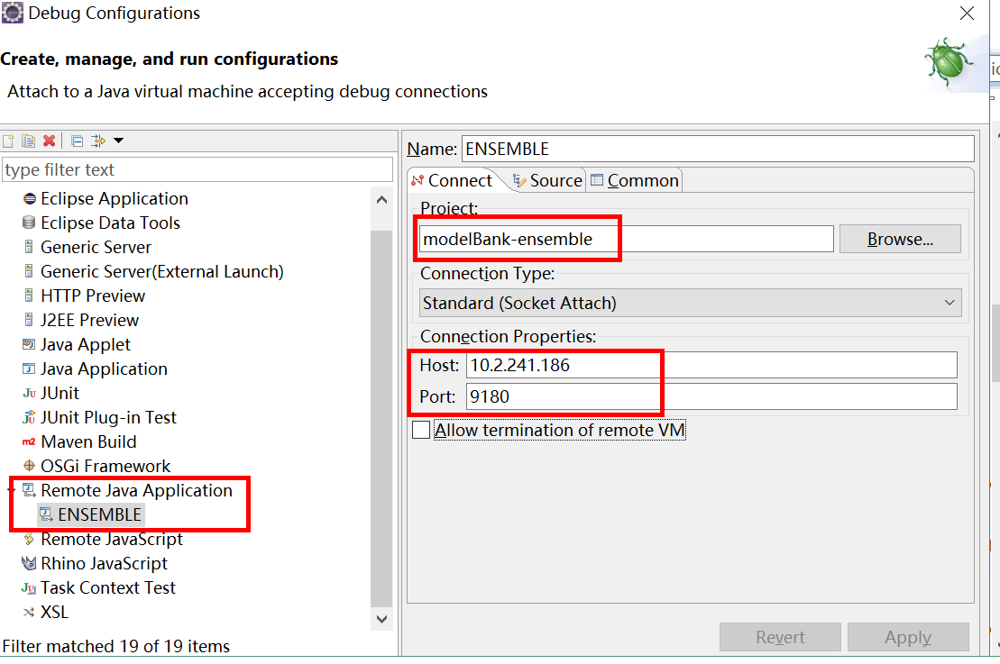 Debug Configurations
Create, manage, and run configurations
Attach to a Java virtual machine accepting debug connections
type filter text
Eclipse Application
Eclipse Data Tools
Generic Server
Generic Server(External Launch)
HTTP Preview
J2EE Preview
Java Applet
Java Application
JUnit
JUnit Plug-in Test
Maven Build
OSGi Framework
Remote Java Application
ENSEMBLE
Remote JavaScript
Rhino JavaScript
Task Context Test
XSL
Filter matched 19 of 19 items
Name: ENSEMBLE
Connect Source Common
Project:
modelBank-ensemble Browse...
Connection Type:
Standard (Socket Attach)
Connection Properties:
Host: 10.2.241.186
Port: 9180
Allow termination of remote VM
Revert Apply